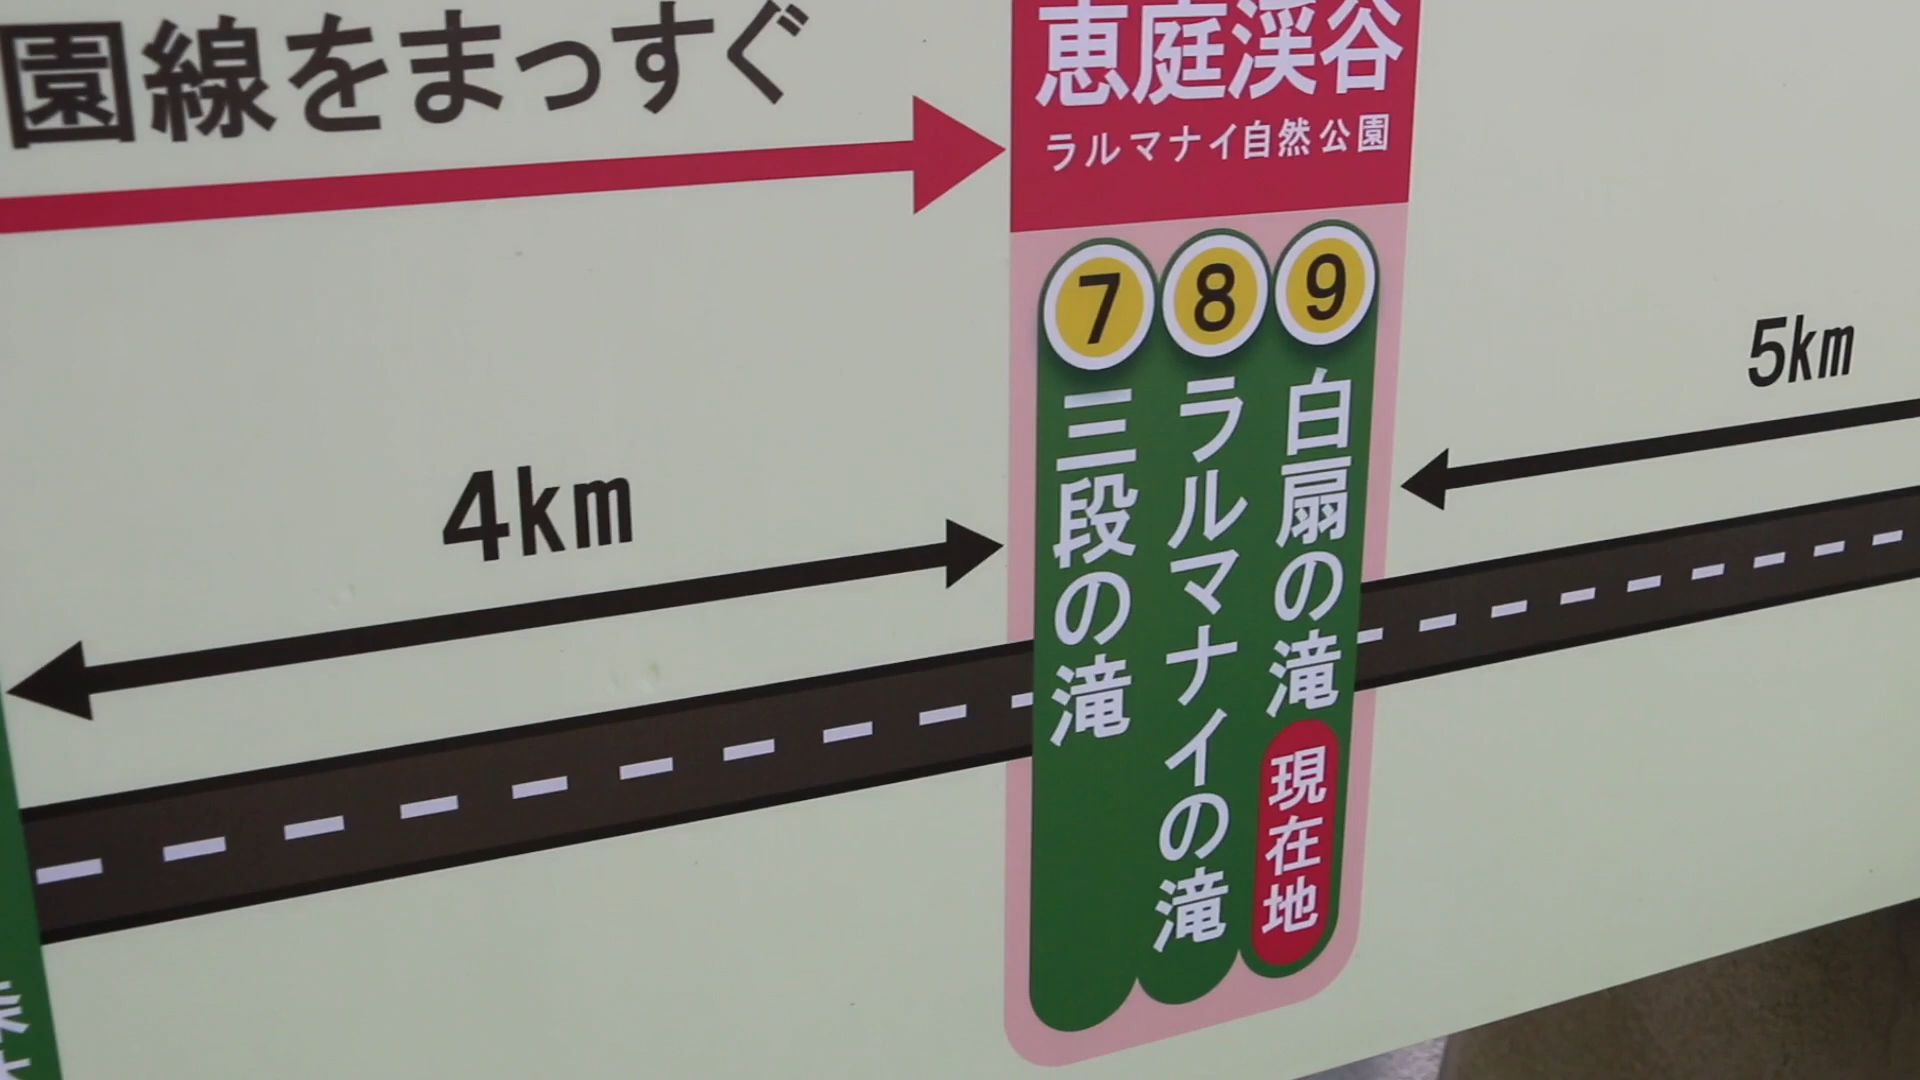 園線をまっすぐ
恵庭渓谷
ラルマナイ自然公園
4km
7
三段の滝
8
ラルマナイの滝
9
白扇の滝
現在地
5km